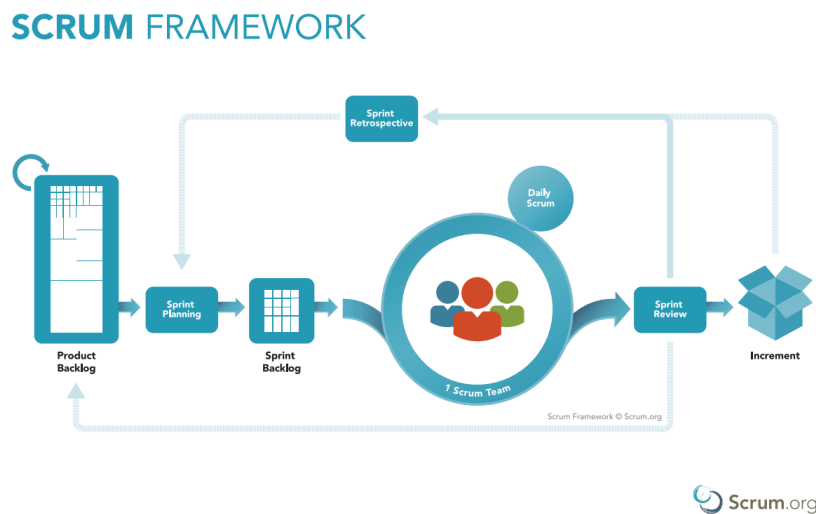 SCRUM FRAMEWORK
Sprint
Retrospective
Daily
Scrum
Sprint
Planning
Sprint
Review
Product
Backlog
Sprint
Backlog
1 Scrum Team
Increment
Scrum Framework © Scrum.org
Scrum.org